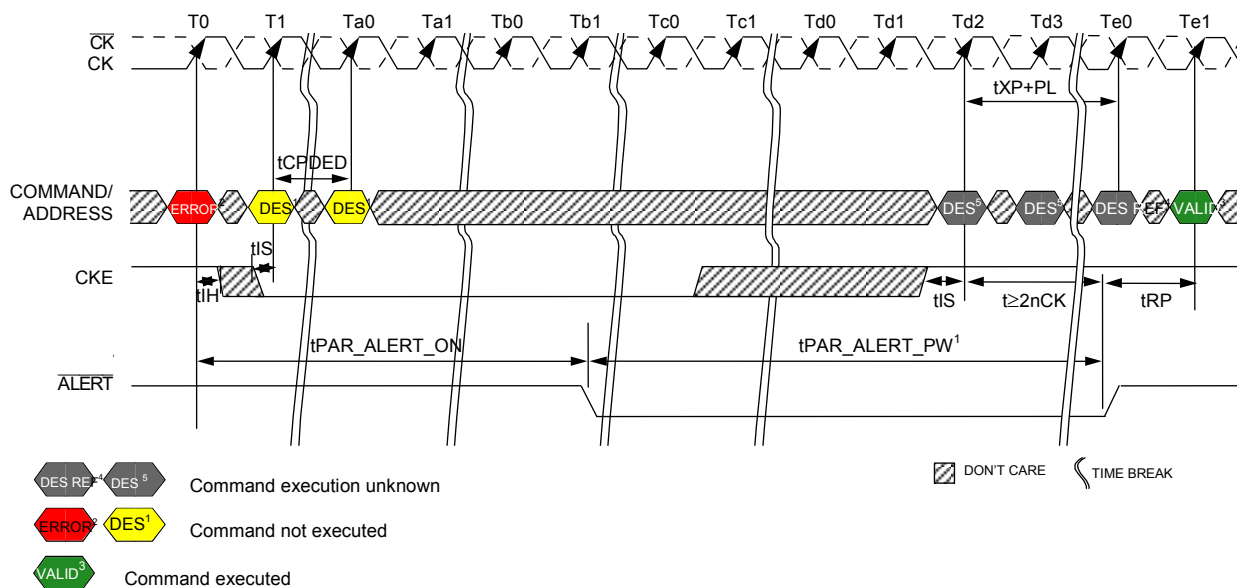 T0 T1 Ta0 Ta1 Tb0 Tb1 Tc0 Tc1 Td0 Td1 Td2 Td3 Te0 Te1
CK
CK
tXP+PL
tCPDED
COMMAND/
ADDRESS
ERROR² DES¹ DES¹ DES⁵ DES⁵ DES REF⁴ VALID³
tIS
CKE
tIH
tIS t≥2nCK tRP
tPAR_ALERT_ON tPAR_ALERT_PW¹
ALERT
DES REF⁴ DES⁵ Command execution unknown
DON'T CARE TIME BREAK
ERROR² DES¹ Command not executed
VALID³ Command executed